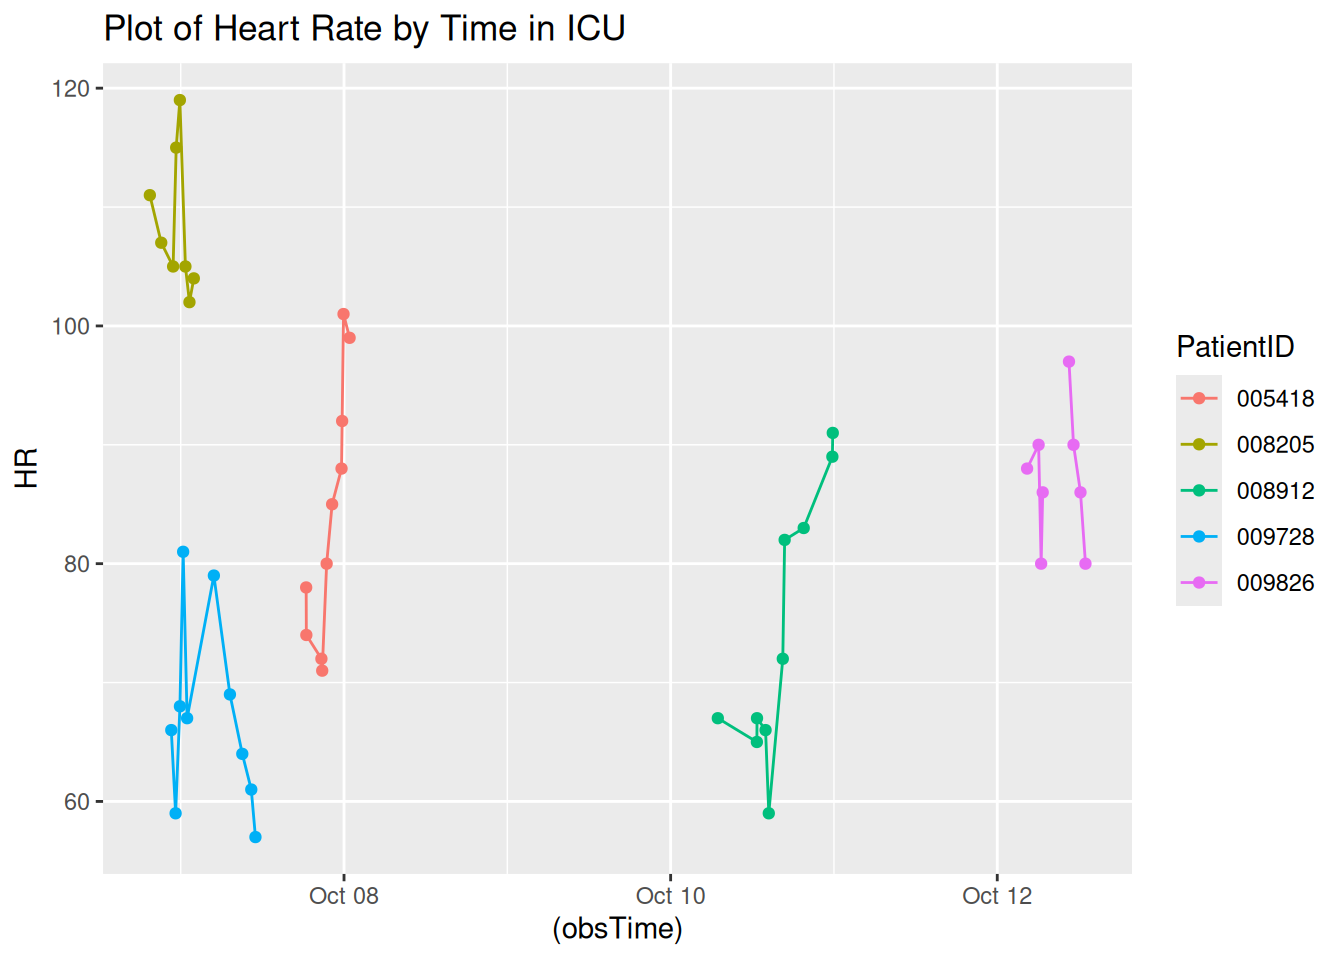 Plot of Heart Rate by Time in ICU
120
100
80
60
HR
Oct 08
Oct 10
Oct 12
(obsTime)
PatientID
005418
008205
008912
009728
009826